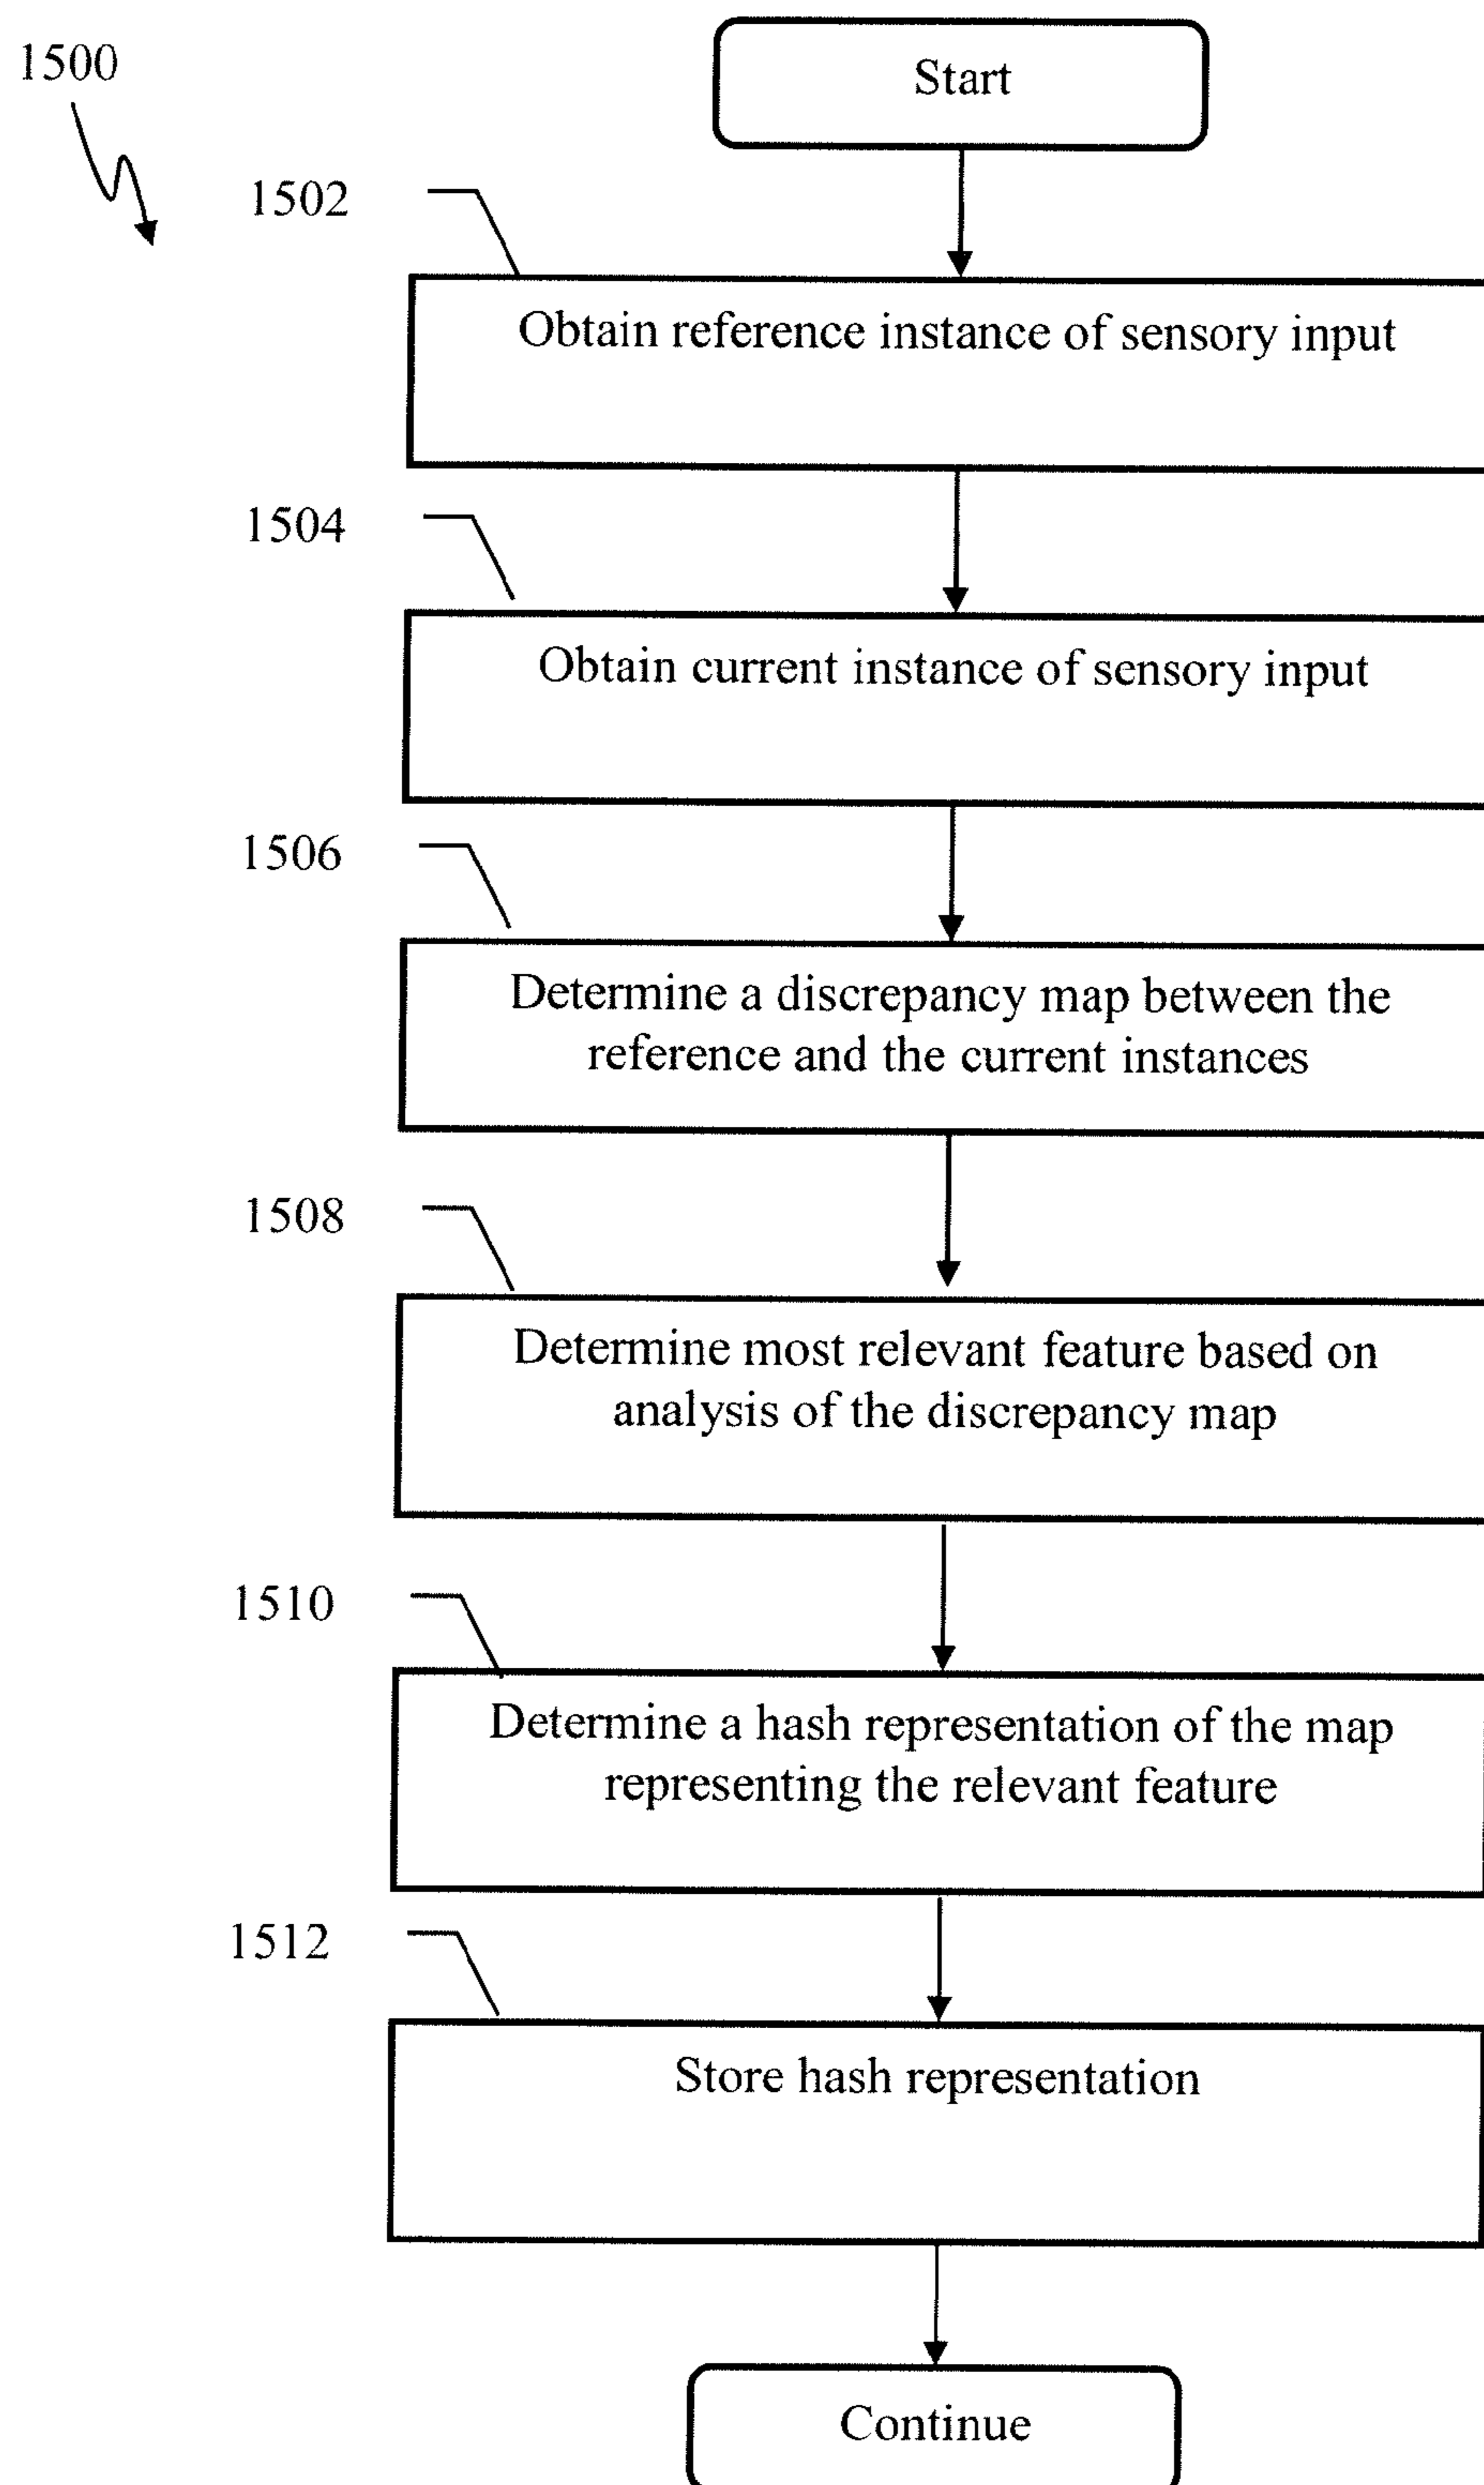 1500
Start
1502
Obtain reference instance of sensory input
1504
Obtain current instance of sensory input
1506
Determine a discrepancy map between the
reference and the current instances
1508
Determine most relevant feature based on
analysis of the discrepancy map
1510
Determine a hash representation of the map
representing the relevant feature
1512
Store hash representation
Continue